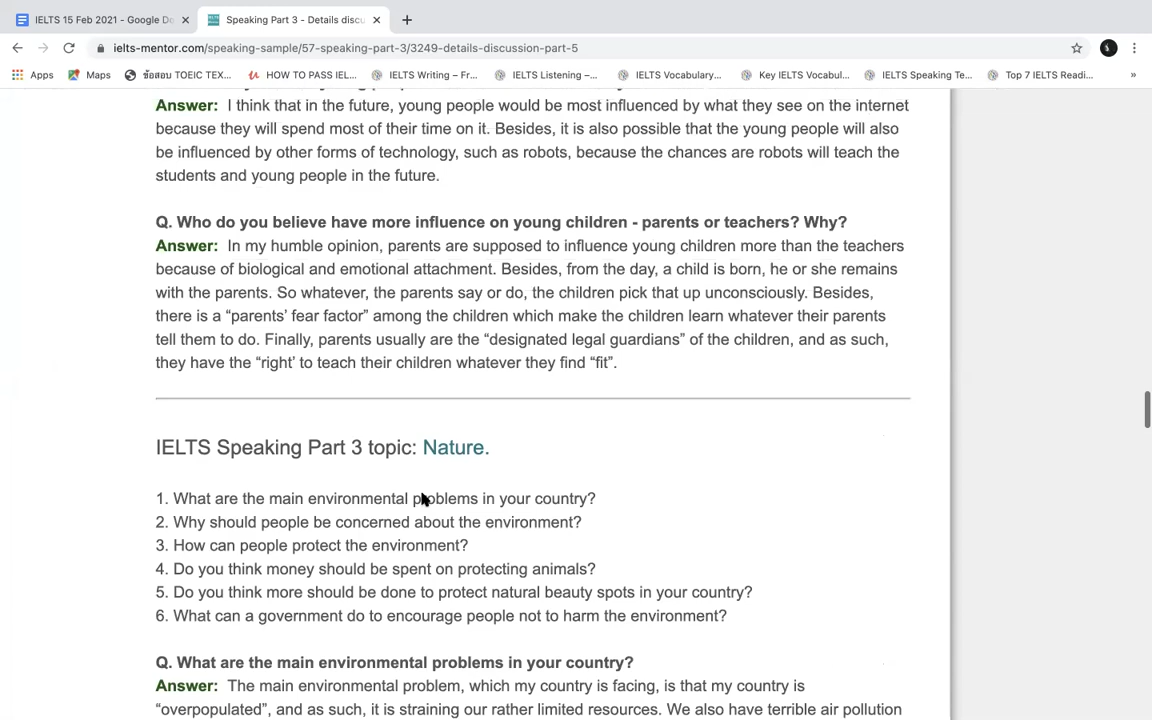 IELTS 15 Feb 2021 - Google Do
Speaking Part 3 - Details discu
ielts-mentor.com/speaking-sample/57-speaking-part-3/3249-details-discussion-part-5
Apps Maps ข้อสอบ TOEIC TEX... HOW TO PASS IEL... IELTS Writing – Fr... IELTS Listening –... IELTS Vocabulary... Key IELTS Vocabul... IELTS Speaking Te... Top 7 IELTS Readi... »
Answer: I think that in the future, young people would be most influenced by what they see on the internet
because they will spend most of their time on it. Besides, it is also possible that the young people will also
be influenced by other forms of technology, such as robots, because the chances are robots will teach the
students and young people in the future.
Q. Who do you believe have more influence on young children - parents or teachers? Why?
Answer: In my humble opinion, parents are supposed to influence young children more than the teachers
because of biological and emotional attachment. Besides, from the day, a child is born, he or she remains
with the parents. So whatever, the parents say or do, the children pick that up unconsciously. Besides,
there is a “parents’ fear factor” among the children which make the children learn whatever their parents
tell them to do. Finally, parents usually are the “designated legal guardians” of the children, and as such,
they have the “right’ to teach their children whatever they find “fit”.
IELTS Speaking Part 3 topic: Nature.
1. What are the main environmental problems in your country?
2. Why should people be concerned about the environment?
3. How can people protect the environment?
4. Do you think money should be spent on protecting animals?
5. Do you think more should be done to protect natural beauty spots in your country?
6. What can a government do to encourage people not to harm the environment?
Q. What are the main environmental problems in your country?
Answer: The main environmental problem, which my country is facing, is that my country is
“overpopulated”, and as such, it is straining our rather limited resources. We also have terrible air pollution